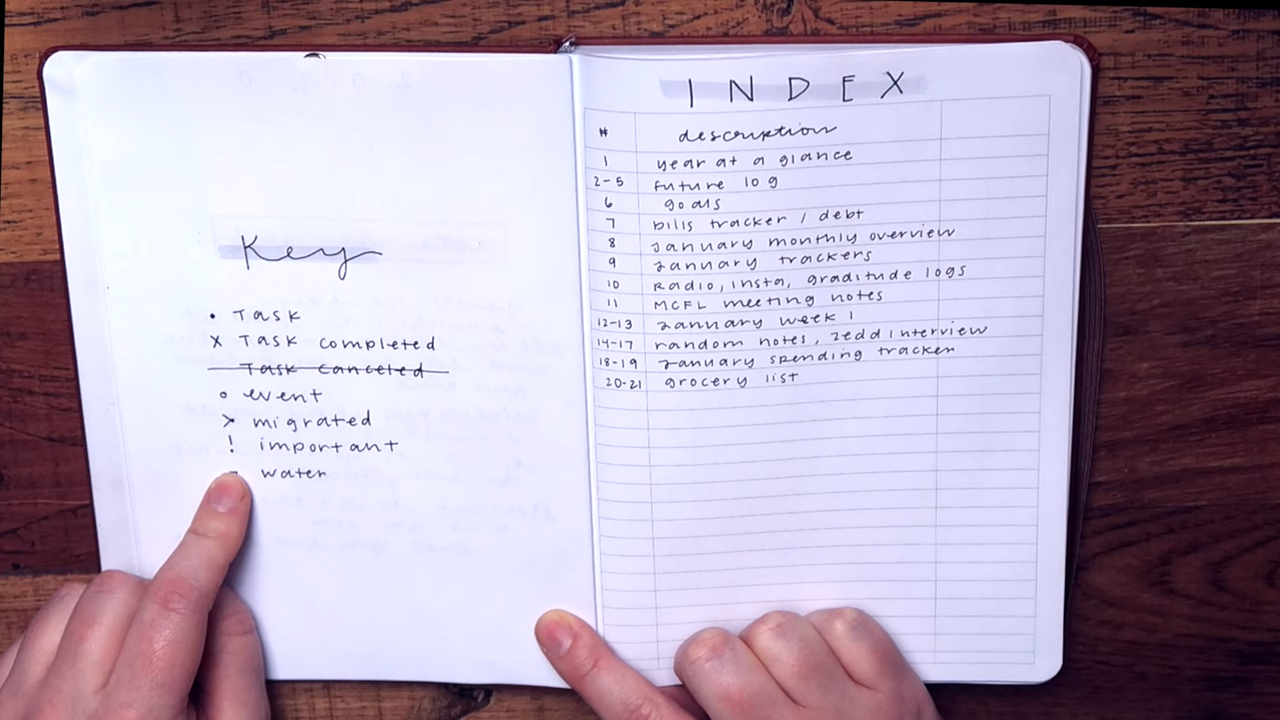 Key
• Task
x Task completed
Task canceled
o event
> migrated
! important
water
INDEX
# description
1 year at a glance
2-5 future log
6 goals
7 bills tracker / debt
8 January monthly overview
9 January trackers
10 Radio, insta, graditude logs
11 MCFL meeting notes
12-13 January week 1
14-17 random notes, zedd interview
18-19 January spending tracker
20-21 grocery list